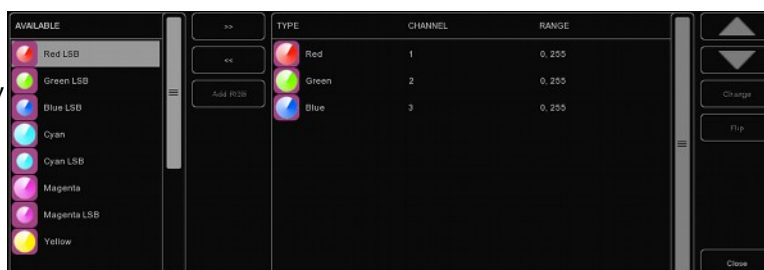 AVAILABLE
Red LSB
Green LSB
Blue LSB
Cyan
Cyan LSB
Magenta
Magenta LSB
Yellow
>>
<<
Add RGB
TYPE CHANNEL RANGE
Red 1 0, 255
Green 2 0, 255
Blue 3 0, 255
Change
Flip
Close